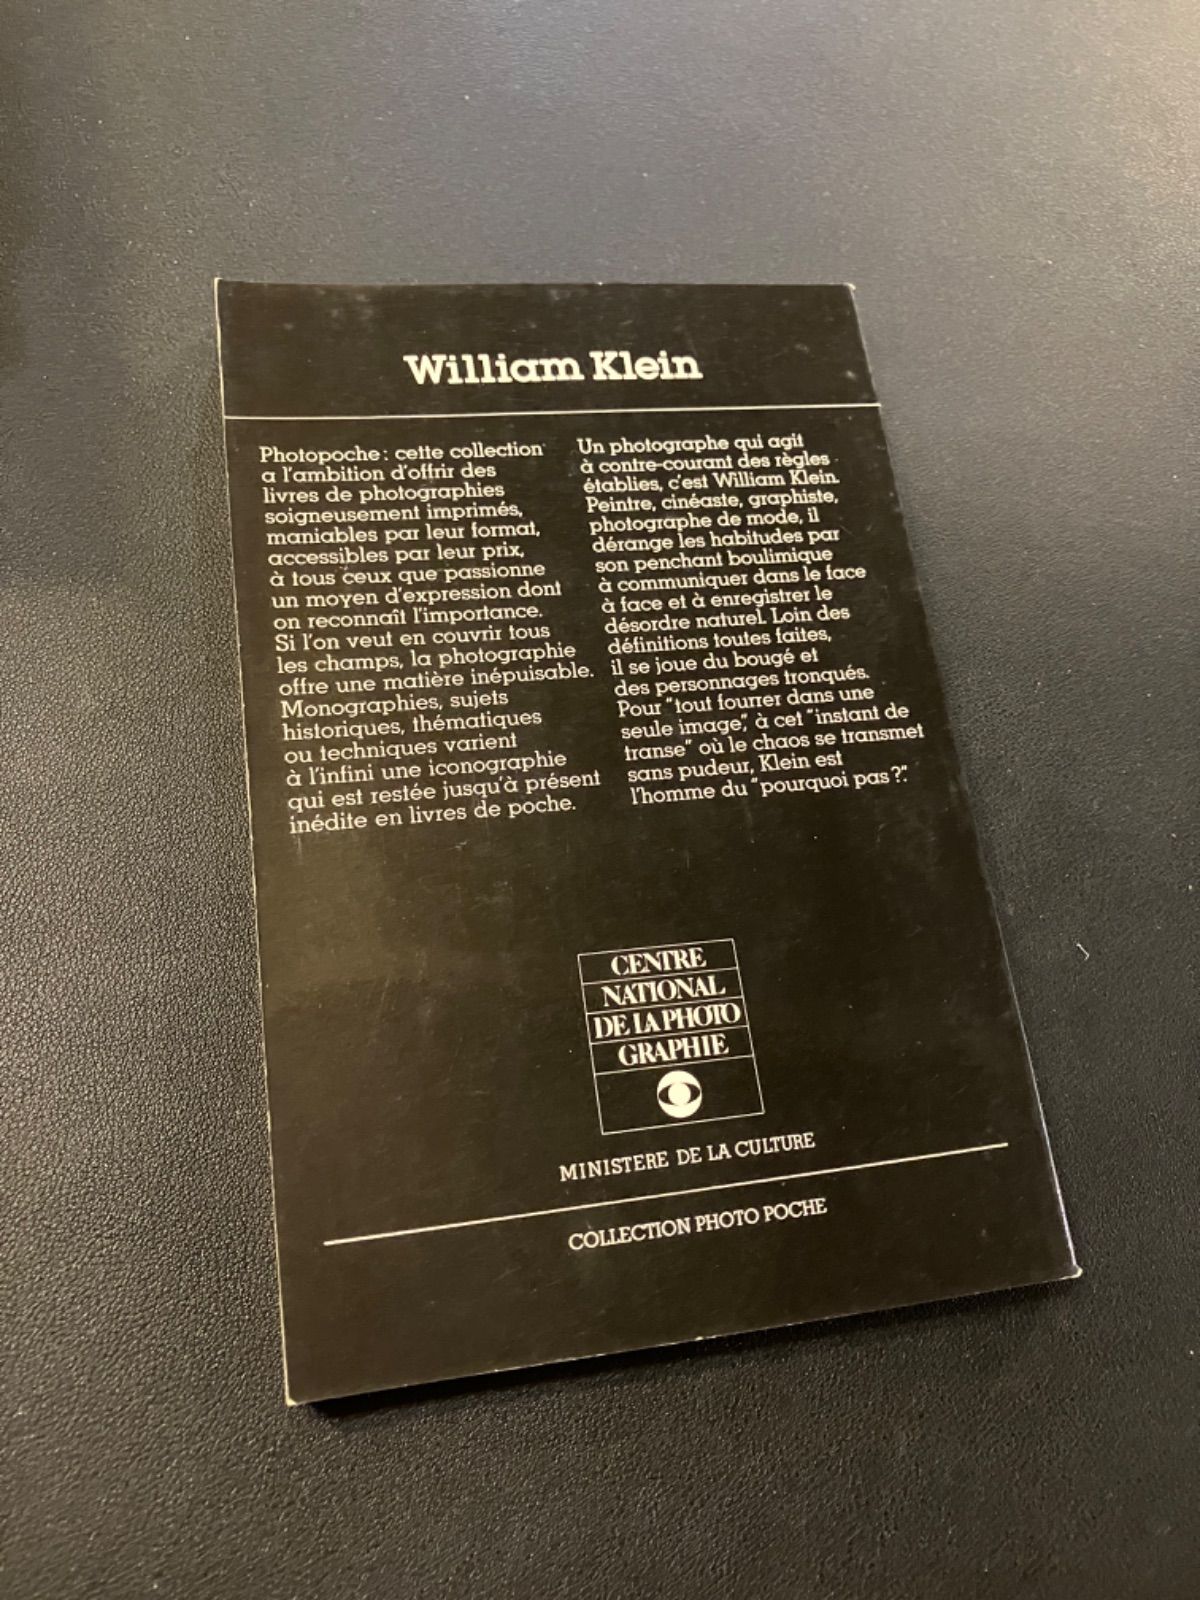 William Klein
Photopoche : cette collection
a l'ambition d'offrir des
livres de photographies
soigneusement imprimés,
maniables par leur format,
accessibles par leur prix,
à tous ceux que passionne
un moyen d'expression dont
on reconnaît l'importance.
Si l'on veut en couvrir tous
les champs, la photographie
offre une matière inépuisable.
Monographies, sujets
historiques, thématiques
ou techniques varient
à l'infini une iconographie
qui est restée jusqu'à présent
inédite en livres de poche.
Un photographe qui agit
à contre-courant des règles
établies, c'est William Klein.
Peintre, cinéaste, graphiste,
photographe de mode, il
dérange les habitudes par
son penchant boulimique
à communiquer dans le face
à face et à enregistrer le
désordre naturel. Loin des
définitions toutes faites,
il se joue du bougé et
des personnages tronqués.
Pour "tout fourrer dans une
seule image", à cet "instant de
transe" où le chaos se transmet
sans pudeur, Klein est
l'homme du "pourquoi pas ?".
CENTRE
NATIONAL
DE LA PHOTO
GRAPHIE
MINISTERE DE LA CULTURE
COLLECTION PHOTO POCHE